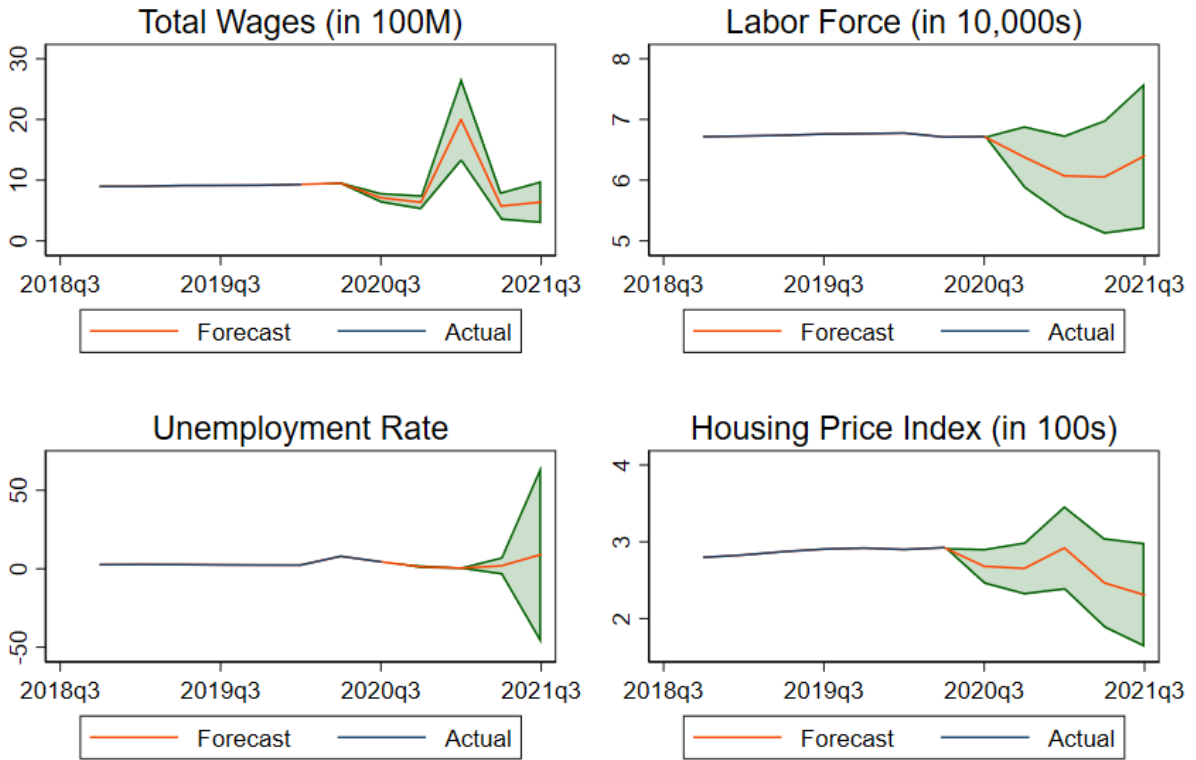 Total Wages (in 100M)
30
20
10
0
2018q3 2019q3 2020q3 2021q3
Forecast Actual
Labor Force (in 10,000s)
8
7
6
5
2018q3 2019q3 2020q3 2021q3
Forecast Actual
Unemployment Rate
50
0
-50
2018q3 2019q3 2020q3 2021q3
Forecast Actual
Housing Price Index (in 100s)
4
3
2
2018q3 2019q3 2020q3 2021q3
Forecast Actual